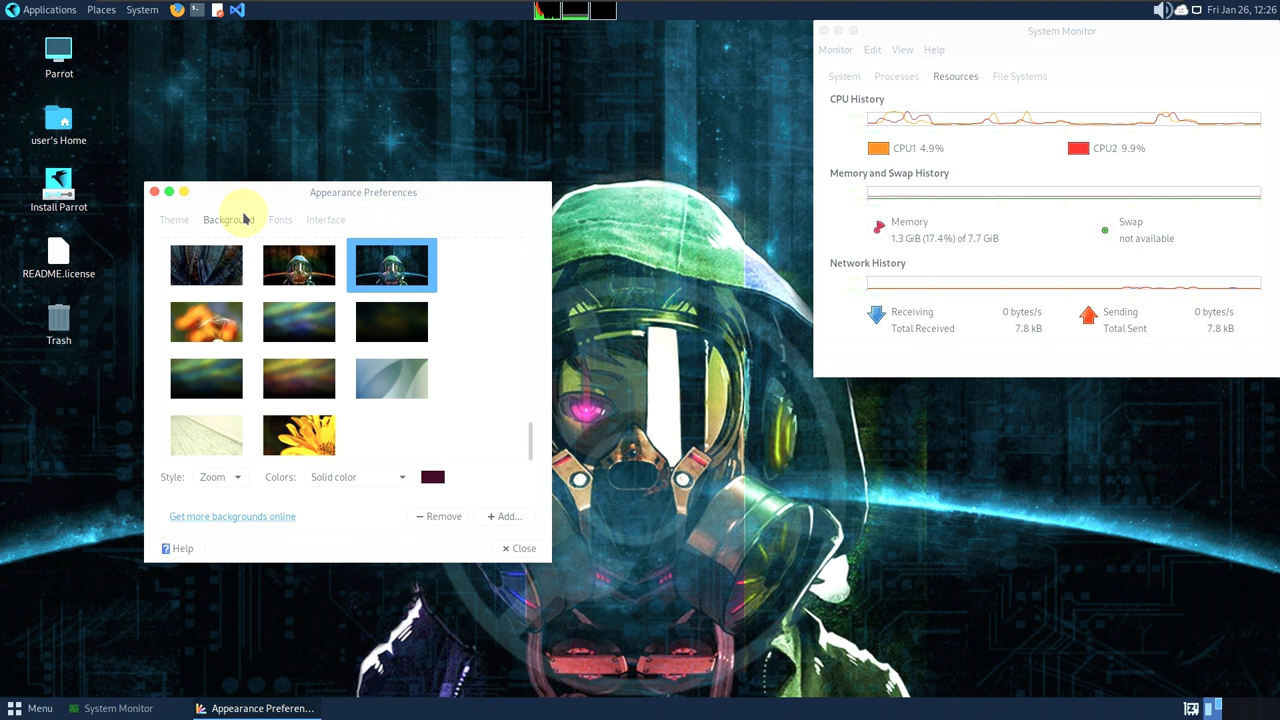 Applications Places System
Fri Jan 26, 12:26
Parrot
user's Home
Install Parrot
README.license
Trash
Appearance Preferences
Theme Background Fonts Interface
Style: Zoom Colors: Solid color
Get more backgrounds online
Remove
Add...
Help
Close
System Monitor
Monitor Edit View Help
System Processes Resources File Systems
CPU History
CPU1 4.9% CPU2 9.9%
Memory and Swap History
Memory
1.3 GiB (17.4%) of 7.7 GiB
Swap
not available
Network History
Receiving 0 bytes/s
Total Received 7.8 kB
Sending 0 bytes/s
Total Sent 7.8 kB
Menu System Monitor Appearance Preferen...